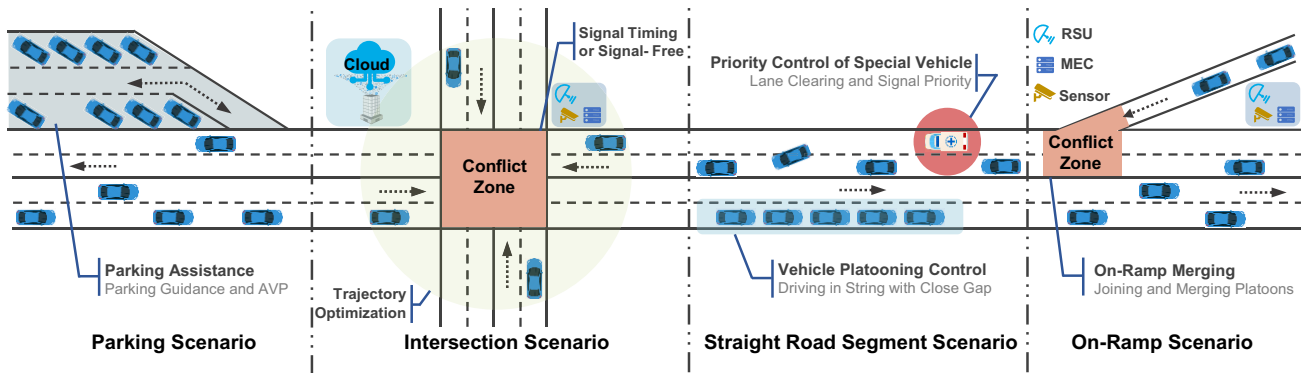 Cloud
Signal Timing
or Signal- Free
Priority Control of Special Vehicle
Lane Clearing and Signal Priority
RSU
MEC
Sensor
Conflict
Zone
Conflict
Zone
Parking Assistance
Parking Guidance and AVP
Trajectory
Optimization
Vehicle Platooning Control
Driving in String with Close Gap
On-Ramp Merging
Joining and Merging Platoons
Parking Scenario
Intersection Scenario
Straight Road Segment Scenario
On-Ramp Scenario